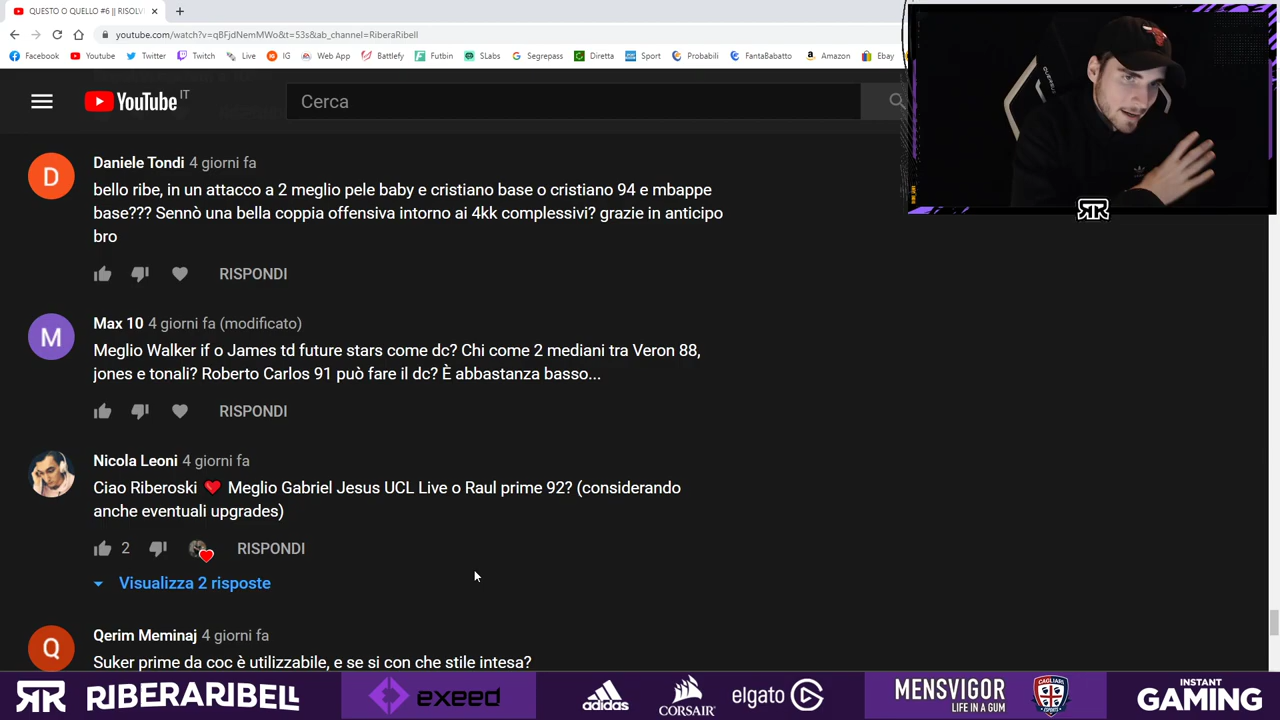 QUESTO O QUELLO #6 || RISOLV
youtube.com/watch?v=qBFjdNemMWo&t=53s&ab_channel=RiberaRibell
Facebook Youtube Twitter Twitch Live IG Web App Battlefy Futbin SLabs Segrepass Diretta Sport Probabili FantaBabatto Amazon Ebay
YouTube IT
Cerca
Daniele Tondi 4 giorni fa
bello ribe, in un attacco a 2 meglio pele baby e cristiano base o cristiano 94 e mbappe
base??? Sennò una bella coppia offensiva intorno ai 4kk complessivi? grazie in anticipo
bro
RISPONDI
Max 10 4 giorni fa (modificato)
Meglio Walker if o James td future stars come dc? Chi come 2 mediani tra Veron 88,
jones e tonali? Roberto Carlos 91 può fare il dc? È abbastanza basso...
RISPONDI
Nicola Leoni 4 giorni fa
Ciao Riberoski ❤️ Meglio Gabriel Jesus UCL Live o Raul prime 92? (considerando
anche eventuali upgrades)
2 RISPONDI
Visualizza 2 risposte
Qerim Meminaj 4 giorni fa
Suker prime da coc è utilizzabile, e se si con che stile intesa?
RR RIBERARIBELL exeed adidas CORSAIR elgato MENSVIGOR LIFE IN A GUM CAGLIARI INSTANT GAMING